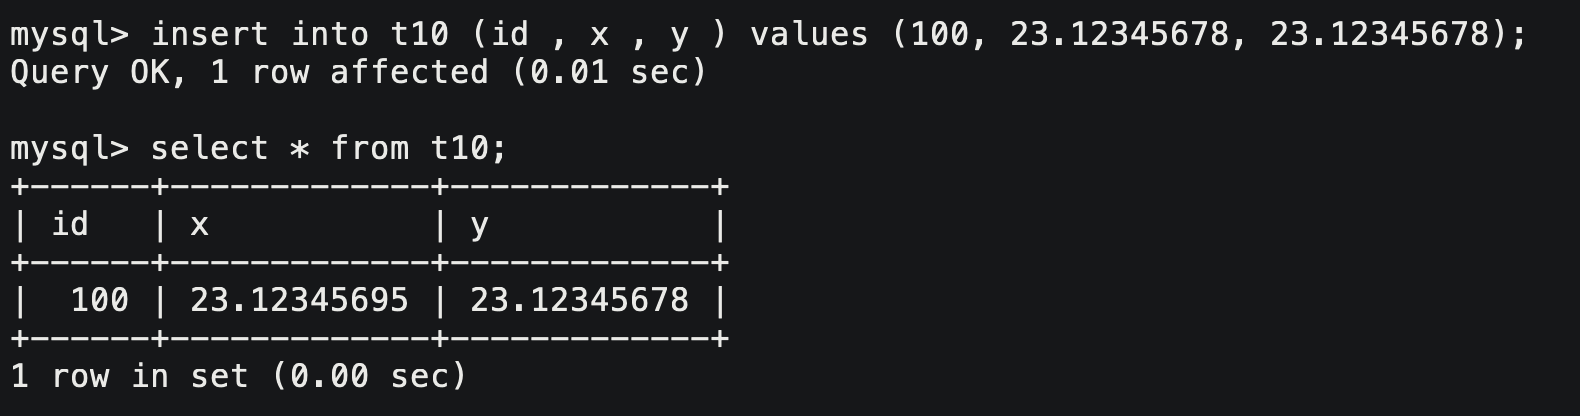 mysql> insert into t10 (id , x , y ) values (100, 23.12345678, 23.12345678);
Query OK, 1 row affected (0.01 sec)

mysql> select * from t10;
+------+-------------+-------------+
| id   | x           | y           |
+------+-------------+-------------+
|  100 | 23.12345695 | 23.12345678 |
+------+-------------+-------------+
1 row in set (0.00 sec)